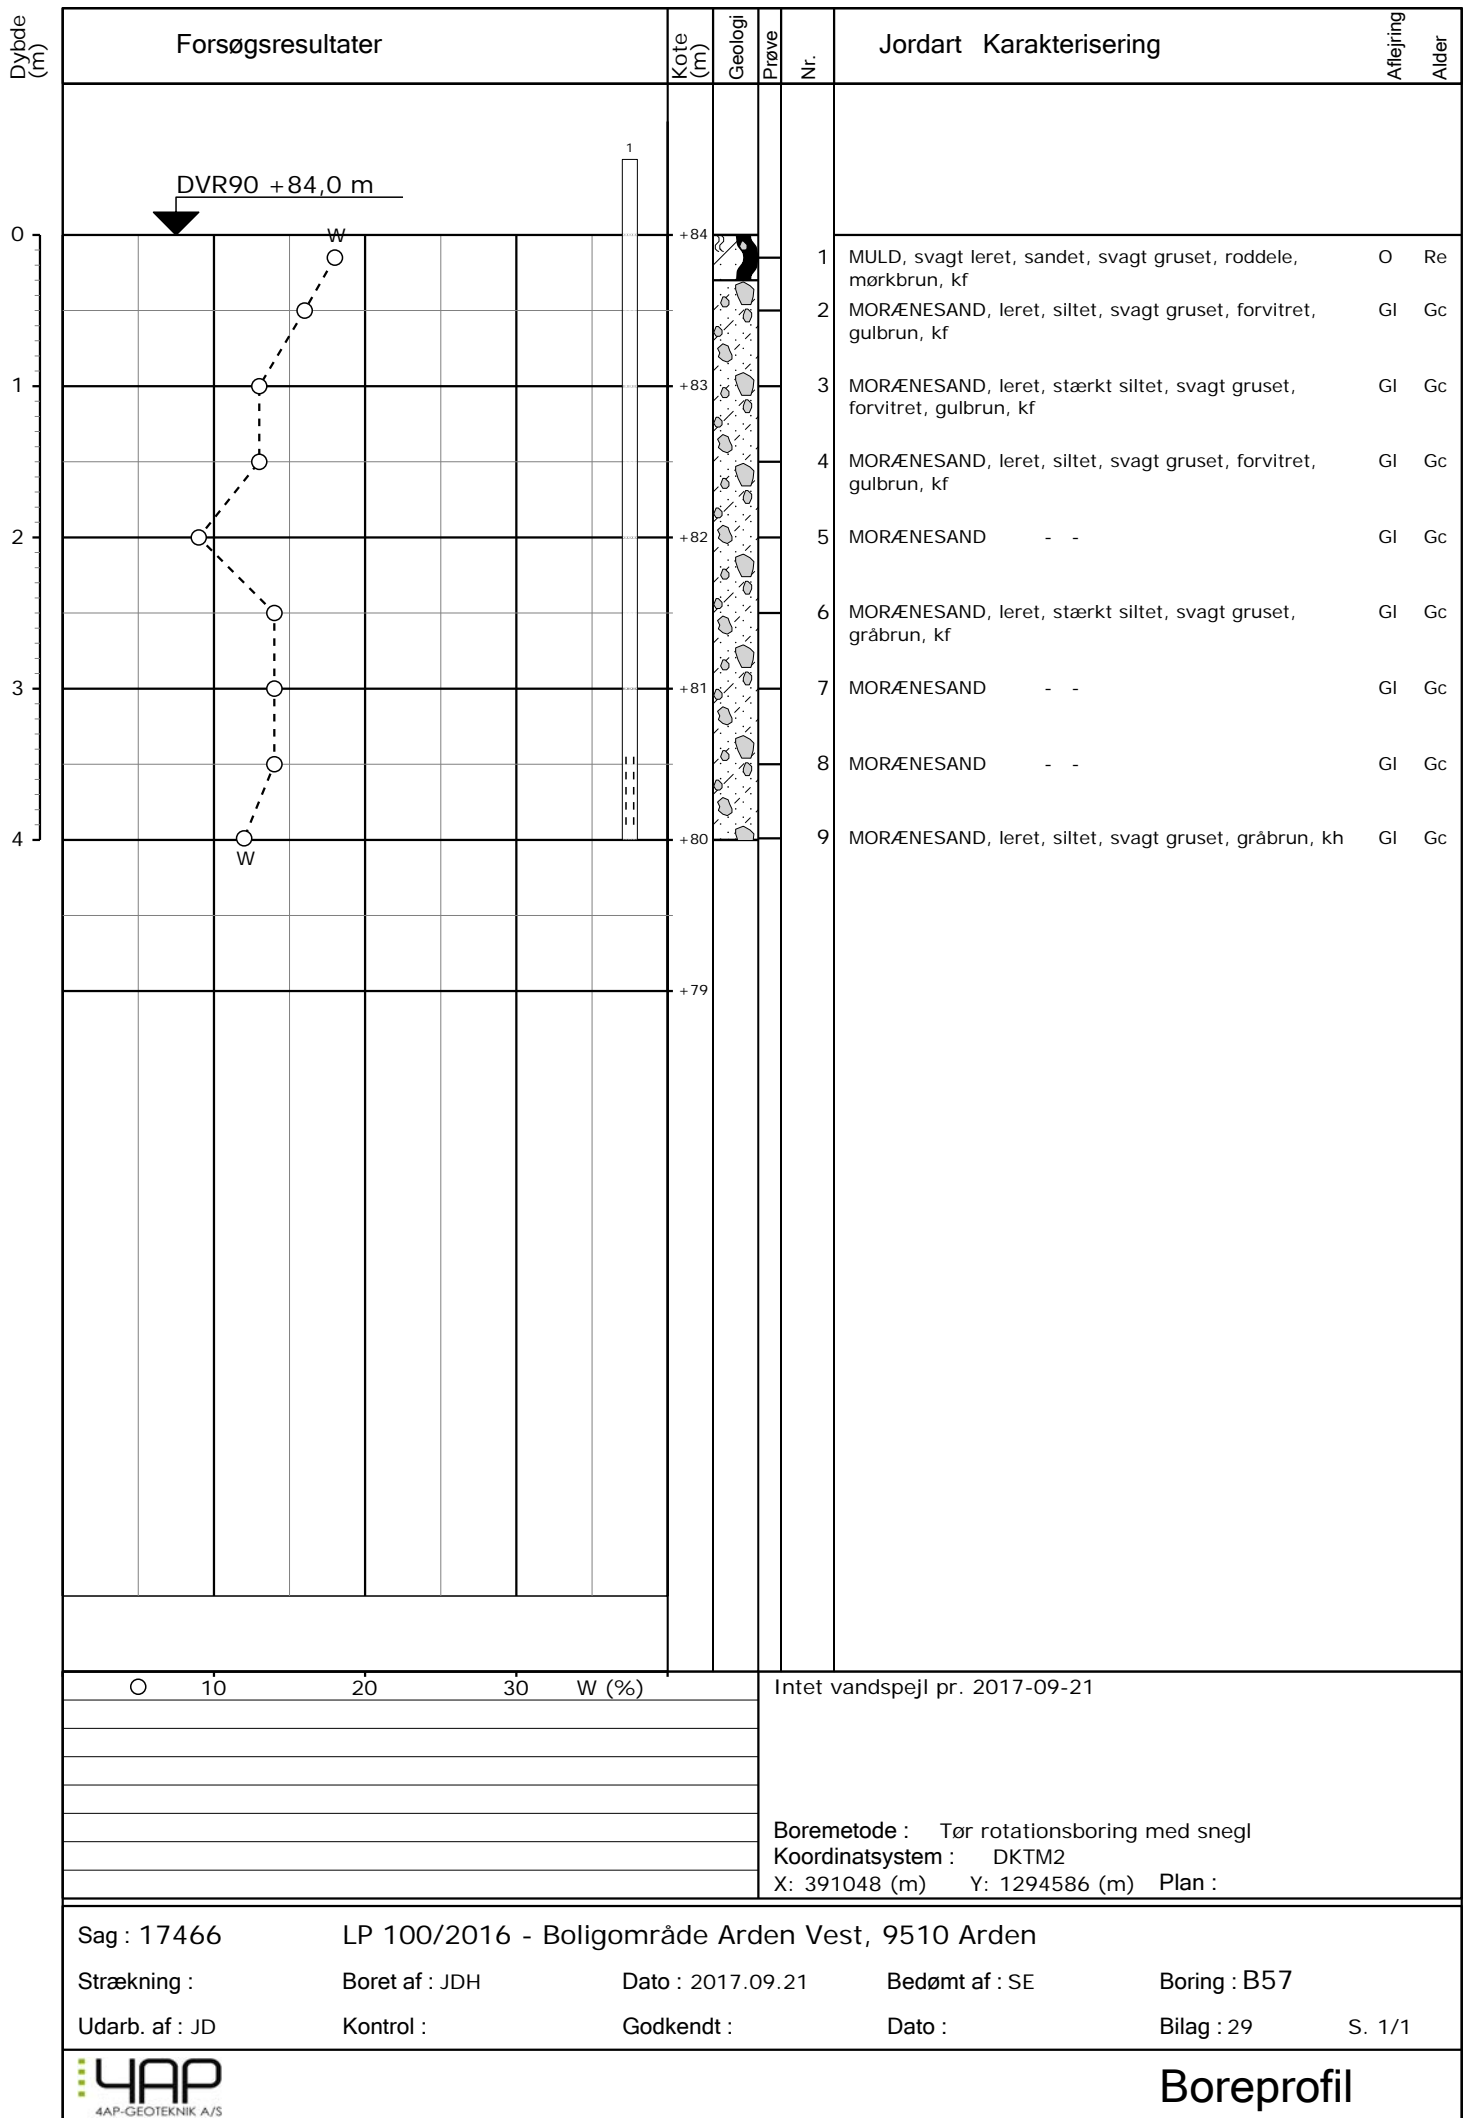 Dybde (m)
Forsøgsresultater
Kote (m)
Geologi
Prøve
Nr.
Jordart Karakterisering
Aflejring
Alder
1
DVR90 +84,0 m
0
W
+84
1 MULD, svagt leret, sandet, svagt gruset, roddele, O Re
mørkbrun, kf
2 MORÆNESAND, leret, siltet, svagt gruset, forvitret, Gl Gc
gulbrun, kf
1 +83 3 MORÆNESAND, leret, stærkt siltet, svagt gruset, Gl Gc
forvitret, gulbrun, kf
4 MORÆNESAND, leret, siltet, svagt gruset, forvitret, Gl Gc
gulbrun, kf
2 +82 5 MORÆNESAND - - Gl Gc
6 MORÆNESAND, leret, stærkt siltet, svagt gruset, Gl Gc
gråbrun, kf
3 +81 7 MORÆNESAND - - Gl Gc
8 MORÆNESAND - - Gl Gc
4 +80 9 MORÆNESAND, leret, siltet, svagt gruset, gråbrun, kh Gl Gc
W
+79
10 20 30 W (%)
Intet vandspejl pr. 2017-09-21
Boremetode : Tør rotationsboring med snegl
Koordinatsystem : DKTM2
X: 391048 (m) Y: 1294586 (m) Plan :
Sag : 17466 LP 100/2016 - Boligområde Arden Vest, 9510 Arden
Strækning : Boret af : JDH Dato : 2017.09.21 Bedømt af : SE Boring : B57
Udarb. af : JD Kontrol : Godkendt : Dato : Bilag : 29 S. 1/1
4AP
4AP-GEOTEKNIK A/S
Boreprofil